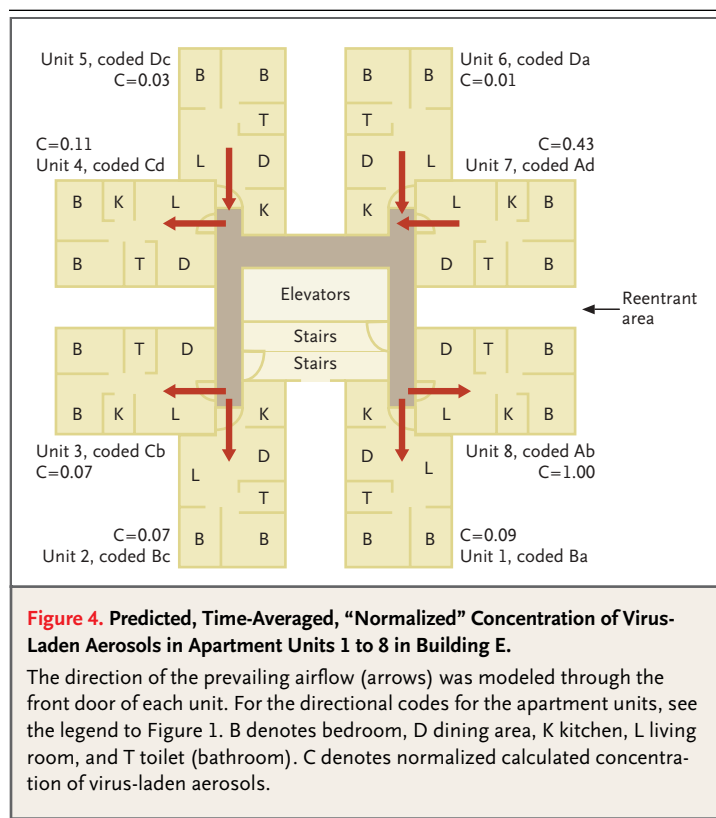 Unit 5, coded Dc
C=0.03
Unit 6, coded Da
C=0.01
B B
B B
T
T
C=0.11
Unit 4, coded Cd
C=0.43
Unit 7, coded Ad
L D
D L
B K L
L K B
K
K
B T D
D T B
Elevators
Reentrant
area
Stairs
Stairs
B T D
D T B
B K L
L K B
K
K
Unit 3, coded Cb
C=0.07
Unit 8, coded Ab
C=1.00
L D
D L
T
T
C=0.07
Unit 2, coded Bc
B B
B B
C=0.09
Unit 1, coded Ba
Figure 4. Predicted, Time-Averaged, “Normalized” Concentration of Virus-
Laden Aerosols in Apartment Units 1 to 8 in Building E.
The direction of the prevailing airflow (arrows) was modeled through the
front door of each unit. For the directional codes for the apartment units, see
the legend to Figure 1. B denotes bedroom, D dining area, K kitchen, L living
room, and T toilet (bathroom). C denotes normalized calculated concentra-
tion of virus-laden aerosols.